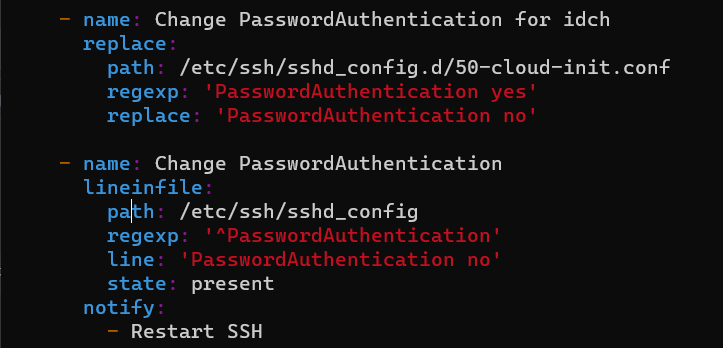 - name: Change PasswordAuthentication for idch
  replace:
    path: /etc/ssh/sshd_config.d/50-cloud-init.conf
    regexp: 'PasswordAuthentication yes'
    replace: 'PasswordAuthentication no'

- name: Change PasswordAuthentication
  lineinfile:
    path: /etc/ssh/sshd_config
    regexp: '^PasswordAuthentication'
    line: 'PasswordAuthentication no'
    state: present
  notify:
    - Restart SSH